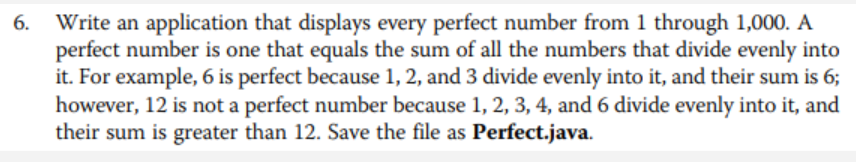 6. Write an application that displays every perfect number from 1 through 1,000. A
perfect number is one that equals the sum of all the numbers that divide evenly into
it. For example, 6 is perfect because 1, 2, and 3 divide evenly into it, and their sum is 6;
however, 12 is not a perfect number because 1, 2, 3, 4, and 6 divide evenly into it, and
their sum is greater than 12. Save the file as Perfect.java.